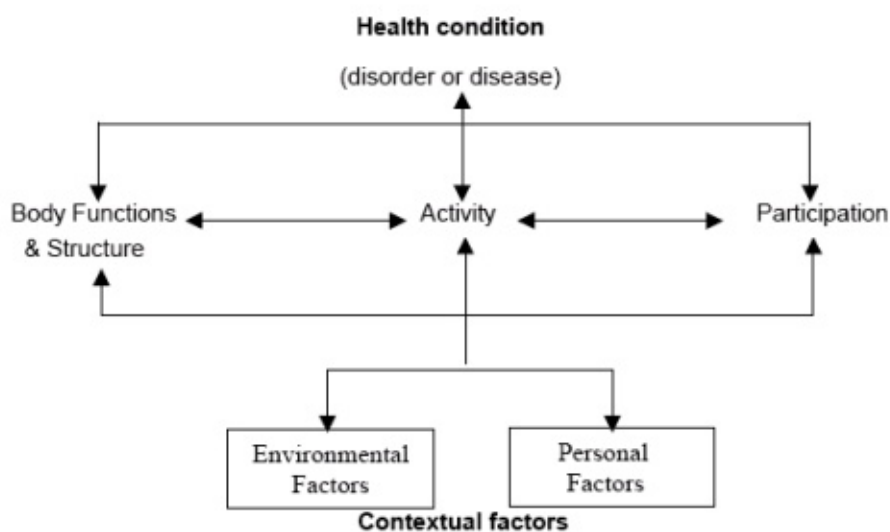 Health condition
(disorder or disease)
Body Functions
& Structure
Activity
Participation
Environmental
Factors
Personal
Factors
Contextual factors